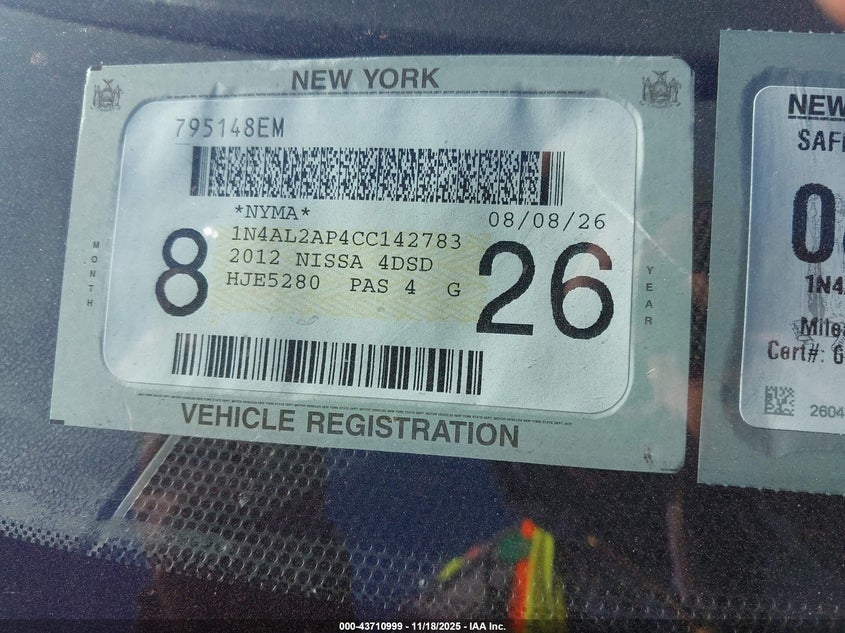 NEW YORK
795148EM
*NYMA*
08/08/26
1N4AL2AP4CC142783
2012 NISSA 4DSD
HJE5280 PAS 4 G
MONTH
8
26
YEAR
VEHICLE REGISTRATION
NEW
SAF
1N4
Mile
Cert#:
2604
000-43710999 - 11/18/2025 - IAA Inc.